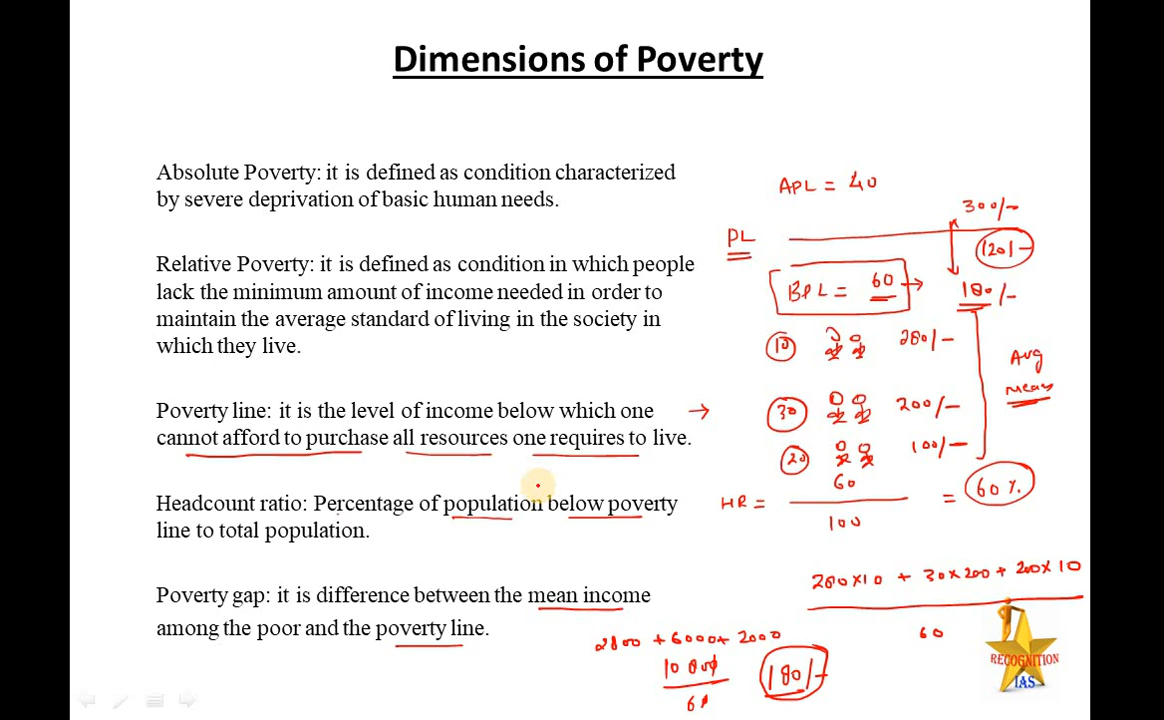 Dimensions of Poverty
Absolute Poverty: it is defined as condition characterized
by severe deprivation of basic human needs.
Relative Poverty: it is defined as condition in which people
lack the minimum amount of income needed in order to
maintain the average standard of living in the society in
which they live.
Poverty line: it is the level of income below which one
cannot afford to purchase all resources one requires to live.
Headcount ratio: Percentage of population below poverty
line to total population.
Poverty gap: it is difference between the mean income
among the poor and the poverty line.
APL = 40
300/-
PL
120/-
BPL = 60
180/-
10 280/-
Avg
mean
30 200/-
20 100/-
HR = 60
100
= 60%
280×10 + 30×200 + 200×10
60
2800 + 6000 + 2000
10800
60
180/-
RECOGNITION
IAS